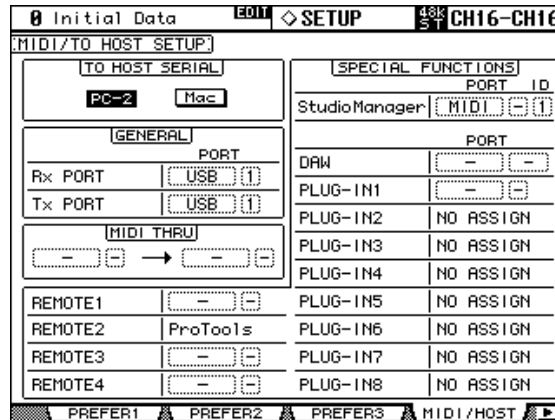 0 Initial Data EDIT ◇SETUP 48K ST CH16-CH16
MIDI/TO HOST SETUP
TO HOST SERIAL
PC-2 Mac
GENERAL
PORT
Rx PORT USB 1
Tx PORT USB 1
MIDI THRU
- - → - -
REMOTE1 - -
REMOTE2 ProTools
REMOTE3 - -
REMOTE4 - -
SPECIAL FUNCTIONS
PORT ID
StudioManager MIDI - 1
PORT
DAW - -
PLUG-IN1 - -
PLUG-IN2 NO ASSIGN
PLUG-IN3 NO ASSIGN
PLUG-IN4 NO ASSIGN
PLUG-IN5 NO ASSIGN
PLUG-IN6 NO ASSIGN
PLUG-IN7 NO ASSIGN
PLUG-IN8 NO ASSIGN
PREFER1 PREFER2 PREFER3 MIDI/HOST